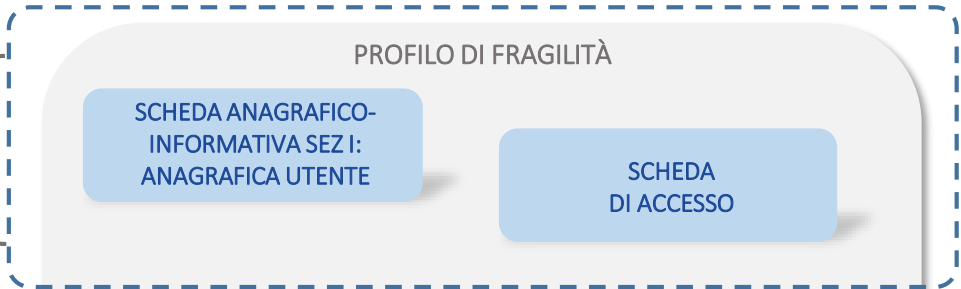 PROFILO DI FRAGILITÀ
SCHEDA ANAGRAFICO-
INFORMATIVA SEZ I:
ANAGRAFICA UTENTE
SCHEDA
DI ACCESSO